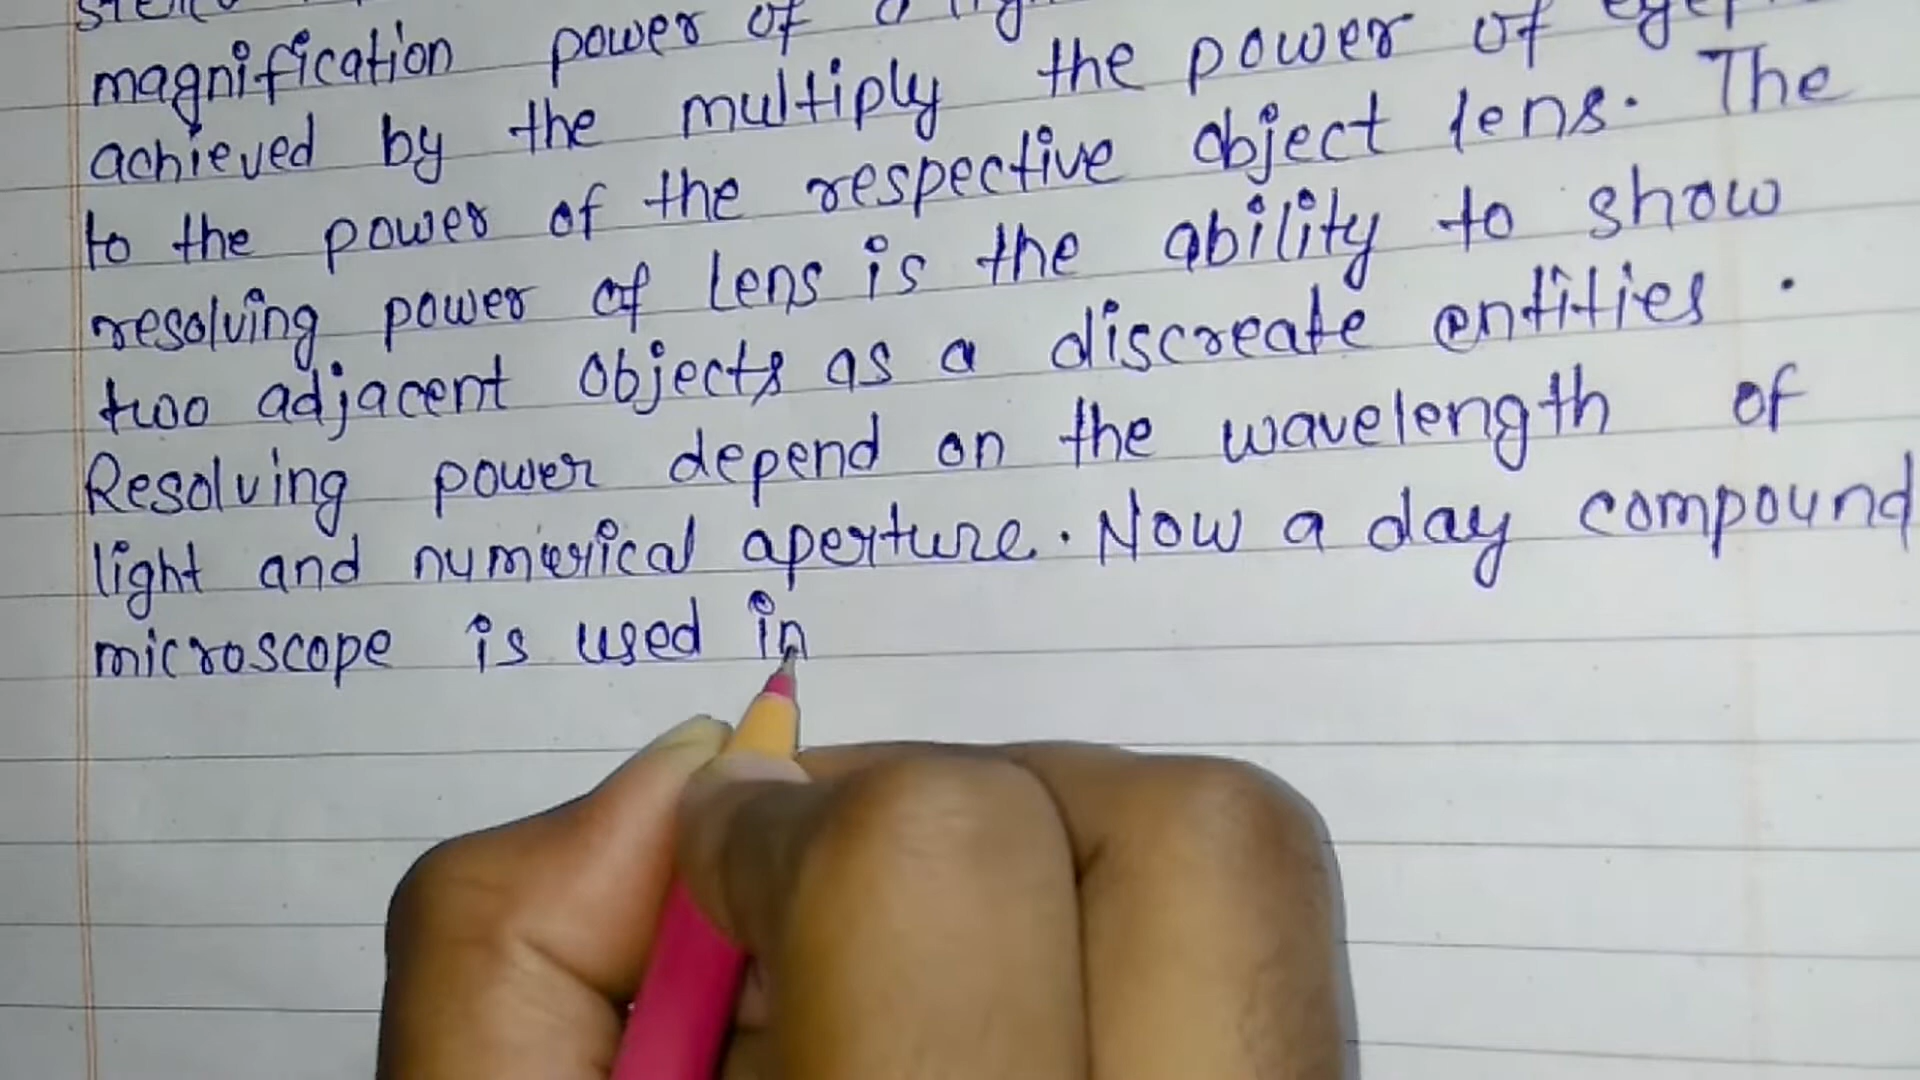 magnification power of a
achieved by the multiply the power of
to the power of the respective object lens. The
resolving power of lens is the ability to show
two adjacent objects as a discreate entities.
Resolving power depend on the wavelength of
light and numerical aperture. Now a day compound
microscope is used in